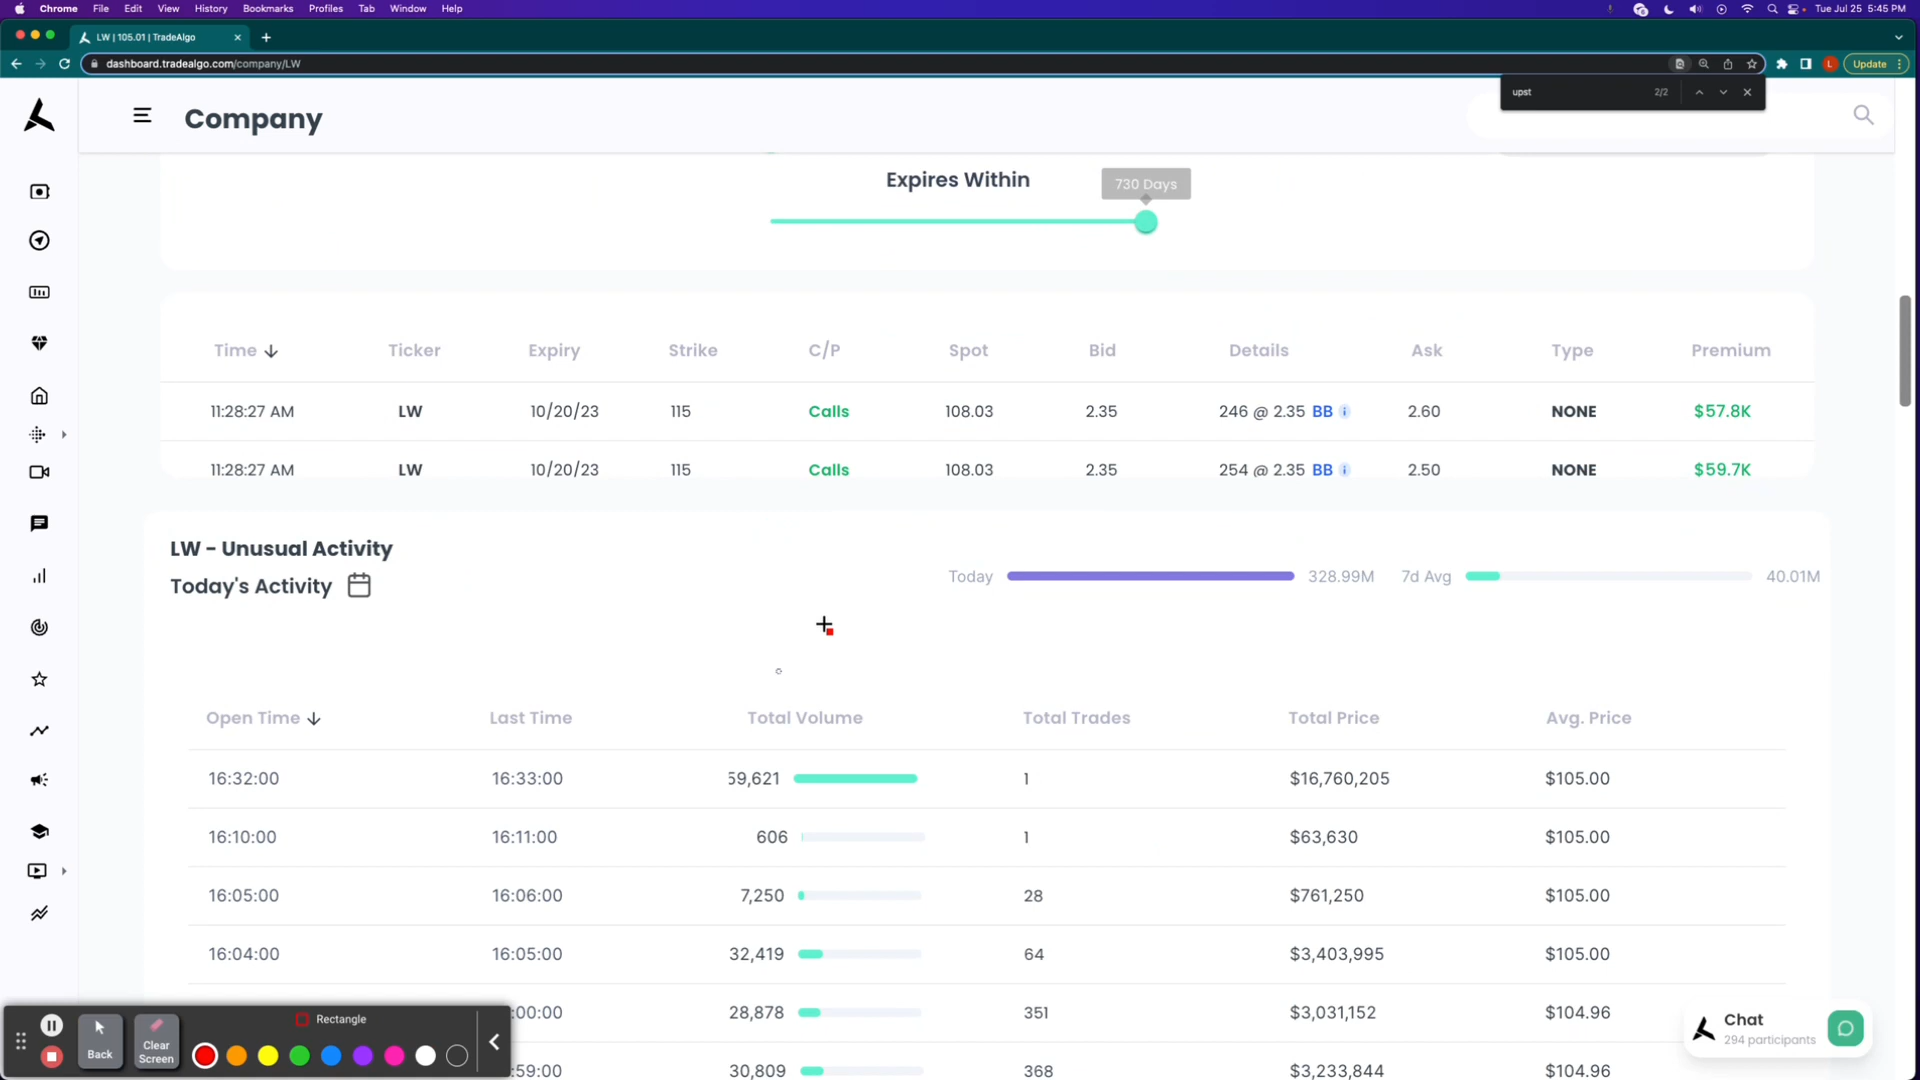 Chrome File Edit View History Bookmarks Profiles Tab Window Help Tue Jul 25 5:45 PM
LW | 105.01 | TradeAlgo
dashboard.tradealgo.com/company/LW Update
upst 2/2
Company
Expires Within 730 Days
Time Ticker Expiry Strike C/P Spot Bid Details Ask Type Premium
11:28:27 AM LW 10/20/23 115 Calls 108.03 2.35 246 @ 2.35 BB i 2.60 NONE $57.8K
11:28:27 AM LW 10/20/23 115 Calls 108.03 2.35 254 @ 2.35 BB i 2.50 NONE $59.7K
LW - Unusual Activity
Today's Activity
Today 328.99M 7d Avg 40.01M
Open Time Last Time Total Volume Total Trades Total Price Avg. Price
16:32:00 16:33:00 59,621 1 $16,760,205 $105.00
16:10:00 16:11:00 606 1 $63,630 $105.00
16:05:00 16:06:00 7,250 28 $761,250 $105.00
16:04:00 16:05:00 32,419 64 $3,403,995 $105.00
:00:00 28,878 351 $3,031,152 $104.96
:59:00 30,809 368 $3,233,844 $104.96
Rectangle
Back
Clear Screen
Chat
294 participants
L